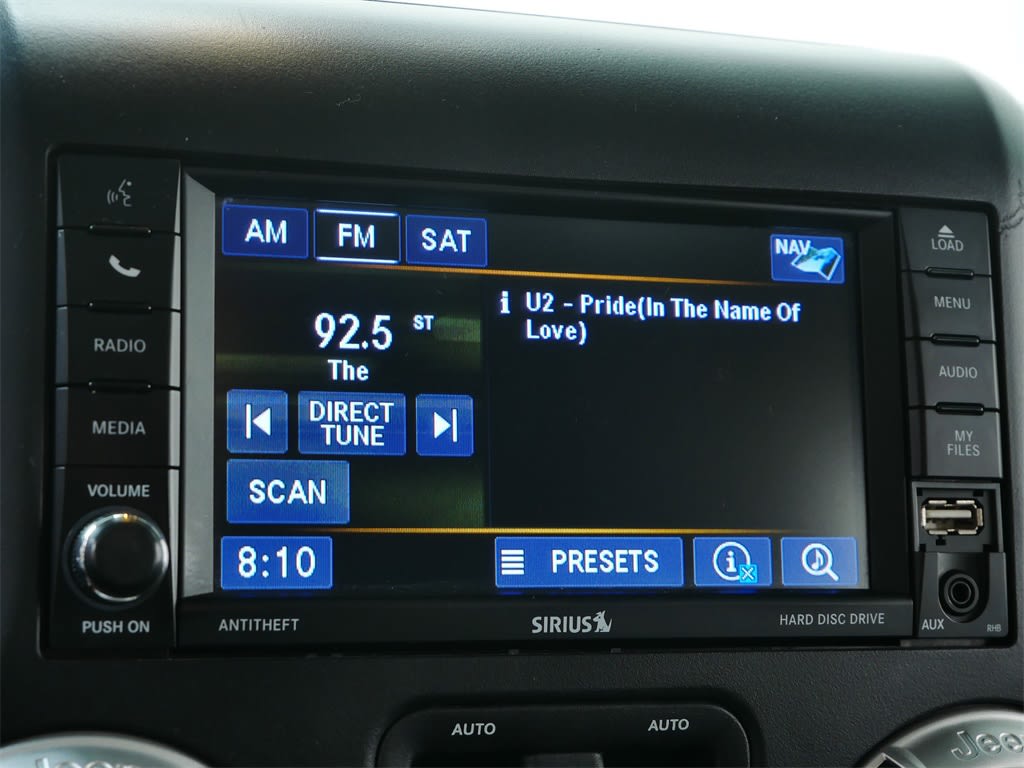 AM FM SAT NAV
92.5 ST
The
i U2 - Pride(In The Name Of
Love)
DIRECT
TUNE
SCAN
8:10 PRESETS i
RADIO
MEDIA
VOLUME
PUSH ON
ANTITHEFT SIRIUS HARD DISC DRIVE
LOAD
MENU
AUDIO
MY
FILES
AUX RHB
AUTO AUTO
Jeep
Jeep